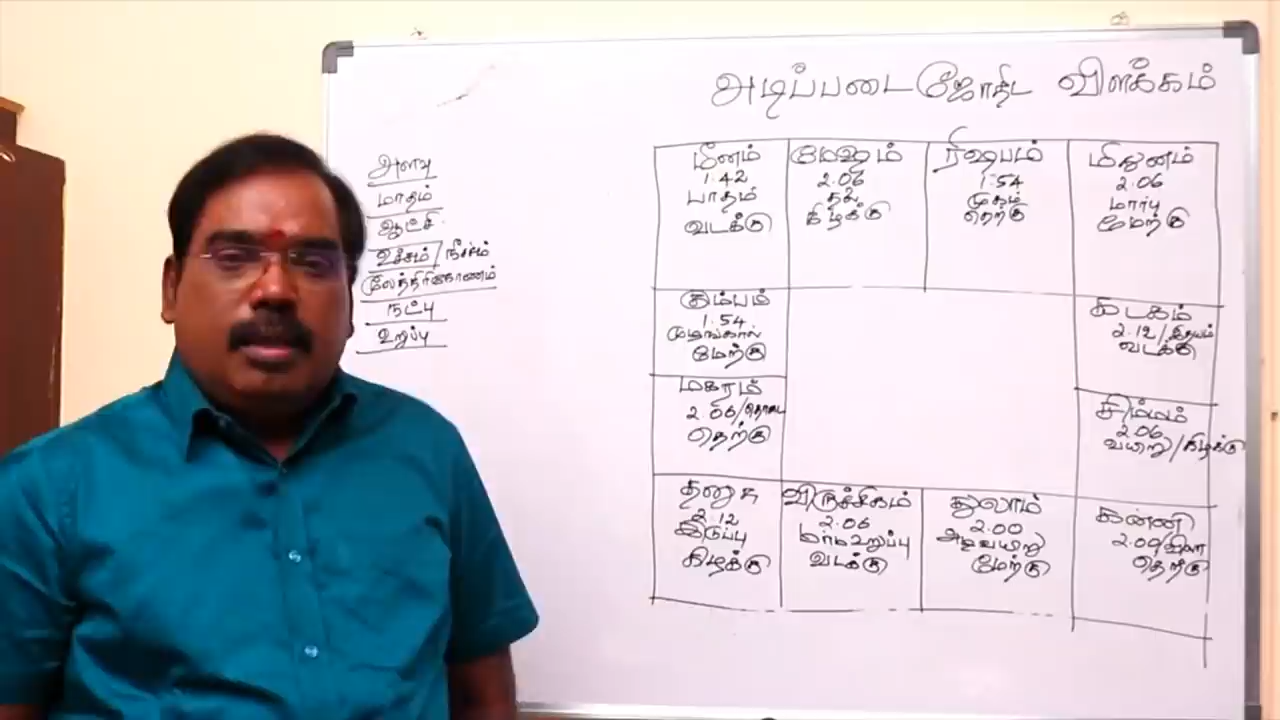 அடிப்படை ஜோதிட விளக்கம்
அளவு
மாதம்
ஆட்சி
உச்சம் / நீச்சம்
மூலத்திரிகோணம்
நட்பு
உறுப்பு
மீனம்
1.42
பாதம்
வடக்கு
மேஷம்
2.06
தலை
கிழக்கு
ரிஷபம்
1.54
முகம்
தெற்கு
மிதுனம்
2.06
மார்பு
மேற்கு
கும்பம்
1.54
முழங்கால்
மேற்கு
கடகம்
2.12/இதயம்
வடக்கு
மகரம்
2.06/தொடை
தெற்கு
சிம்மம்
2.06
வயிறு/கிழக்கு
தனுசு
2.12
இடுப்பு
கிழக்கு
விருச்சிகம்
2.06
மர்மஉறுப்பு
வடக்கு
துலாம்
2.00
அடிவயிறு
மேற்கு
கன்னி
2.00/
தெற்கு